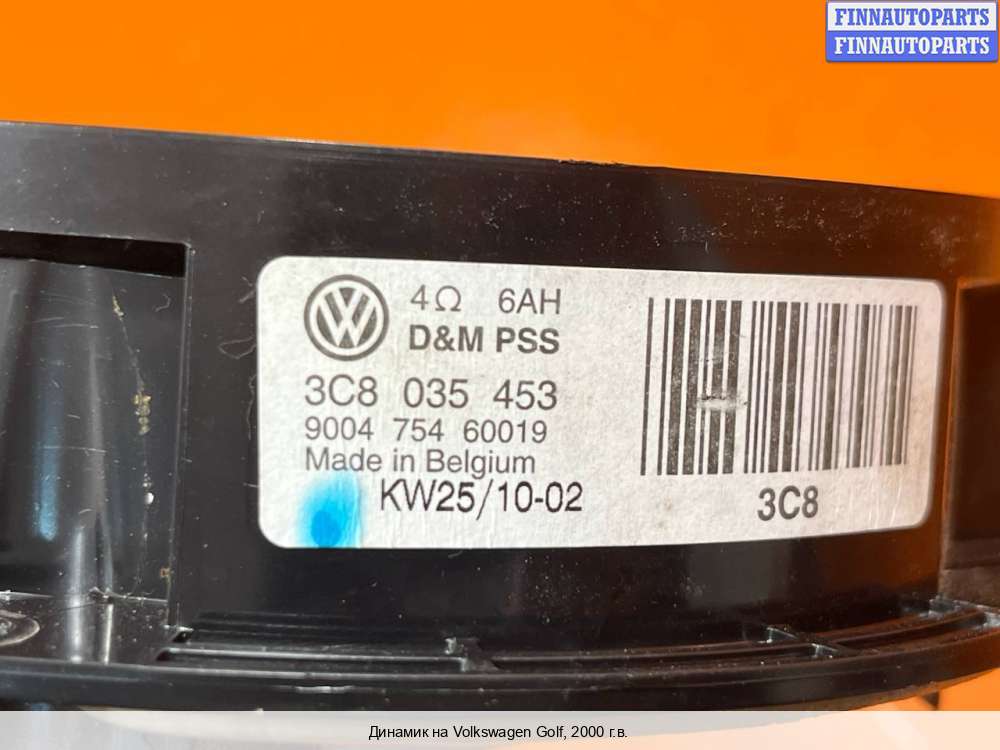 FINNAUTOPARTS
FINNAUTOPARTS
4Ω 6AH
D&M PSS
3C8 035 453
9004 754 60019
Made in Belgium
KW25/10-02
3C8
Динамик на Volkswagen Golf, 2000 г.в.